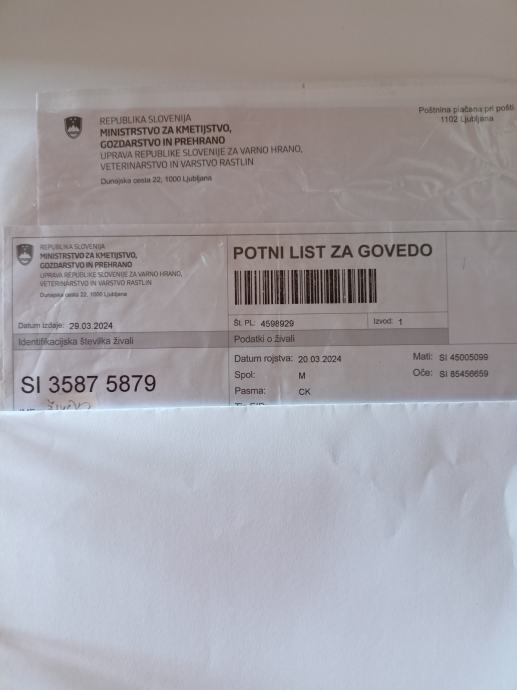 REPUBLIKA SLOVENIJA
MINISTRSTVO ZA KMETIJSTVO,
GOZDARSTVO IN PREHRANO
UPRAVA REPUBLIKE SLOVENIJE ZA VARNO HRANO,
VETERINARSTVO IN VARSTVO RASTLIN
Dunajska cesta 22, 1000 Ljubljana
Poštnina plačana pri pošti
1102 Ljubljana
REPUBLIKA SLOVENIJA
MINISTRSTVO ZA KMETIJSTVO,
GOZDARSTVO IN PREHRANO
UPRAVA REPUBLIKE SLOVENIJE ZA VARNO HRANO,
VETERINARSTVO IN VARSTVO RASTLIN
Dunajska cesta 22, 1000 Ljubljana
Datum izdaje: 29.03.2024
Identifikacijska številka živali
SI 3587 5879
POTNI LIST ZA GOVEDO
Št. PL: 4598929
Izvod: 1
Podatki o živali
Datum rojstva: 20.03.2024
Spol: M
Pasma: CK
Mati: SI 45005099
Oče: SI 85456659